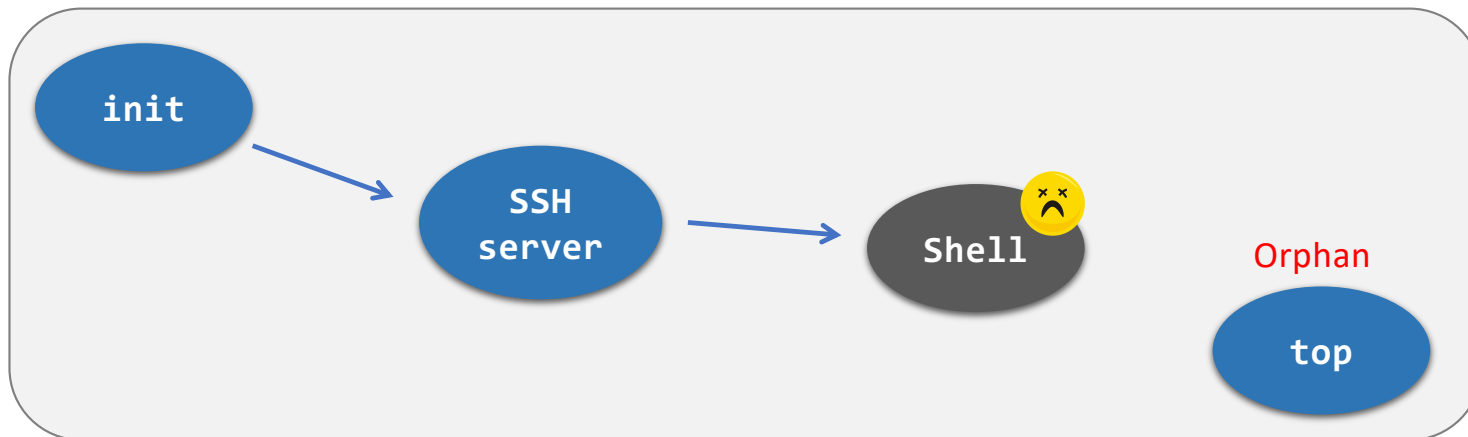 init
SSH
server
Shell
Orphan
top